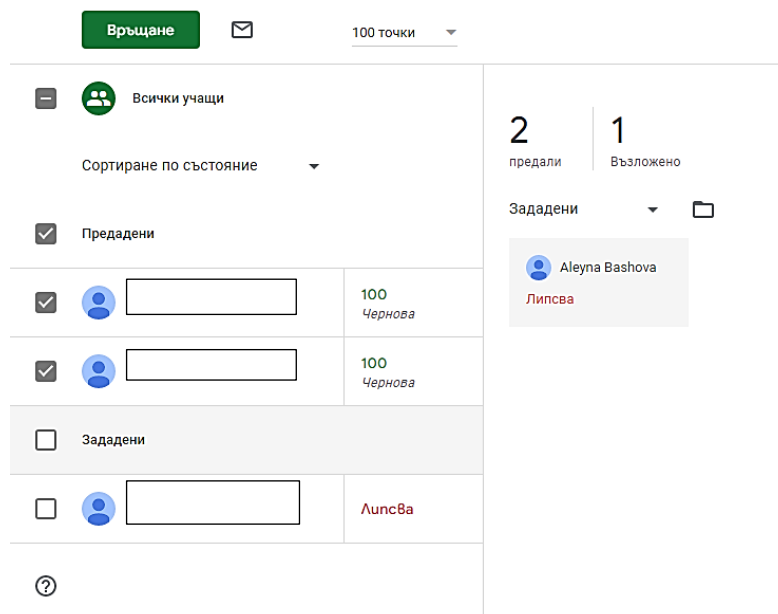 Връщане
100 точки
Всички учащи
Сортиране по състояние
Предадени
100
Чернова
100
Чернова
Зададени
Липсва
2
предали
1
Възложено
Зададени
Aleyna Bashova
Липсва